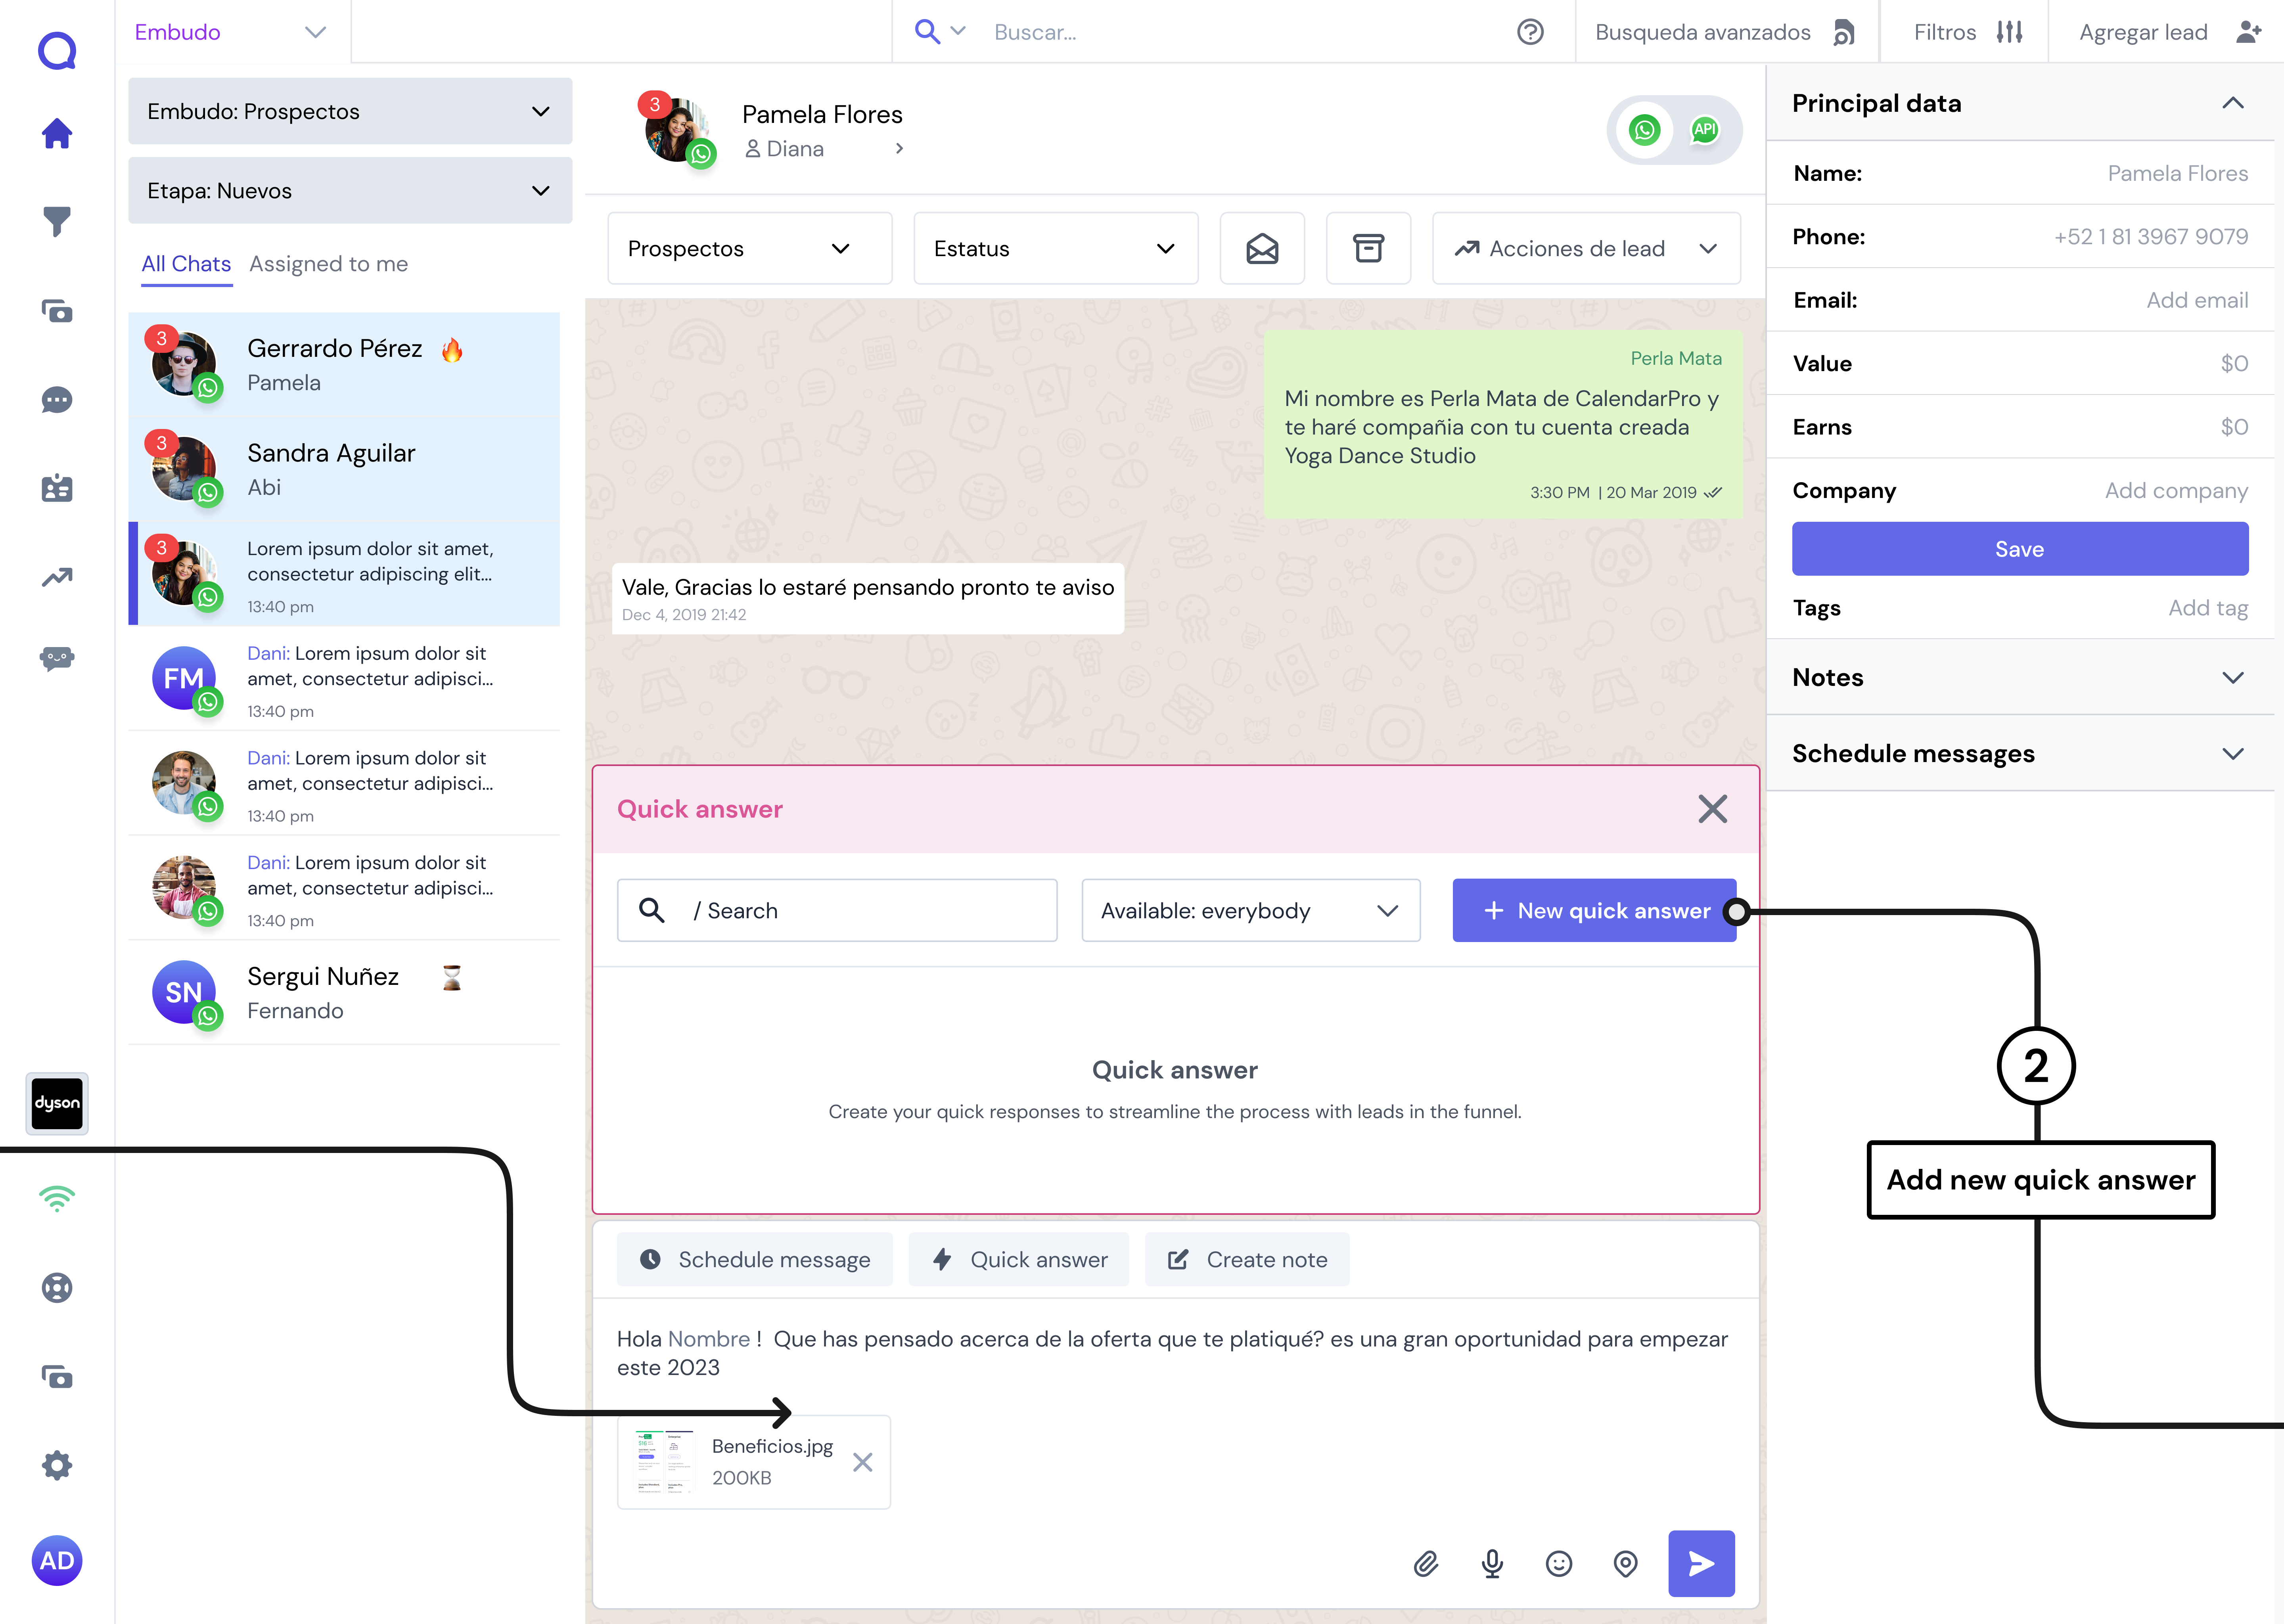 Embudo
Buscar...
Busqueda avanzados
Filtros
Agregar lead
Embudo: Prospectos
Etapa: Nuevos
All Chats
Assigned to me
3
Gerrardo Pérez
Pamela
3
Sandra Aguilar
Abi
3
Lorem ipsum dolor sit amet,
consectetur adipiscing elit...
13:40 pm
FM
Dani: Lorem ipsum dolor sit
amet, consectetur adipisci...
13:40 pm
Dani: Lorem ipsum dolor sit
amet, consectetur adipisci...
13:40 pm
Dani: Lorem ipsum dolor sit
amet, consectetur adipisci...
13:40 pm
SN
Sergui Nuñez
Fernando
dyson
AD
3
Pamela Flores
Diana
API
Prospectos
Estatus
Acciones de lead
Perla Mata
Mi nombre es Perla Mata de CalendarPro y
te haré compañia con tu cuenta creada
Yoga Dance Studio
3:30 PM | 20 Mar 2019
Vale, Gracias lo estaré pensando pronto te aviso
Dec 4, 2019 21:42
Quick answer
/ Search
Available: everybody
+ New quick answer
Quick answer
Create your quick responses to streamline the process with leads in the funnel.
Schedule message
Quick answer
Create note
Hola Nombre ! Que has pensado acerca de la oferta que te platiqué? es una gran oportunidad para empezar
este 2023
Beneficios.jpg
200KB
Principal data
Name:
Pamela Flores
Phone:
+52 1 81 3967 9079
Email:
Add email
Value
$0
Earns
$0
Company
Add company
Save
Tags
Add tag
Notes
Schedule messages
2
Add new quick answer